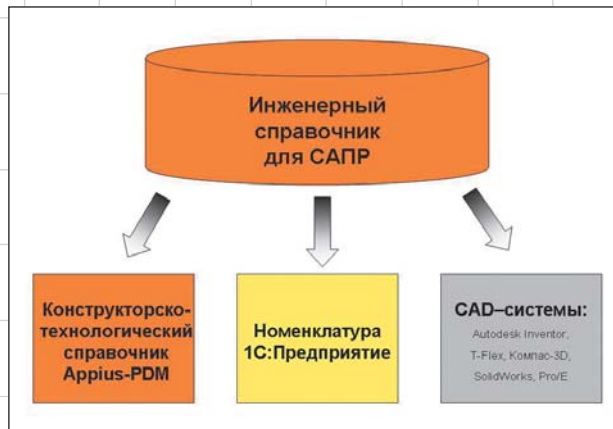 Инженерный
справочник
для САПР
Конструкторско-
технологический
справочник
Appius-PDM
Номенклатура
1С:Предприятие
CAD–системы:
Autodesk Inventor,
T-Flex, Компас-3D,
SolidWorks, Pro/E